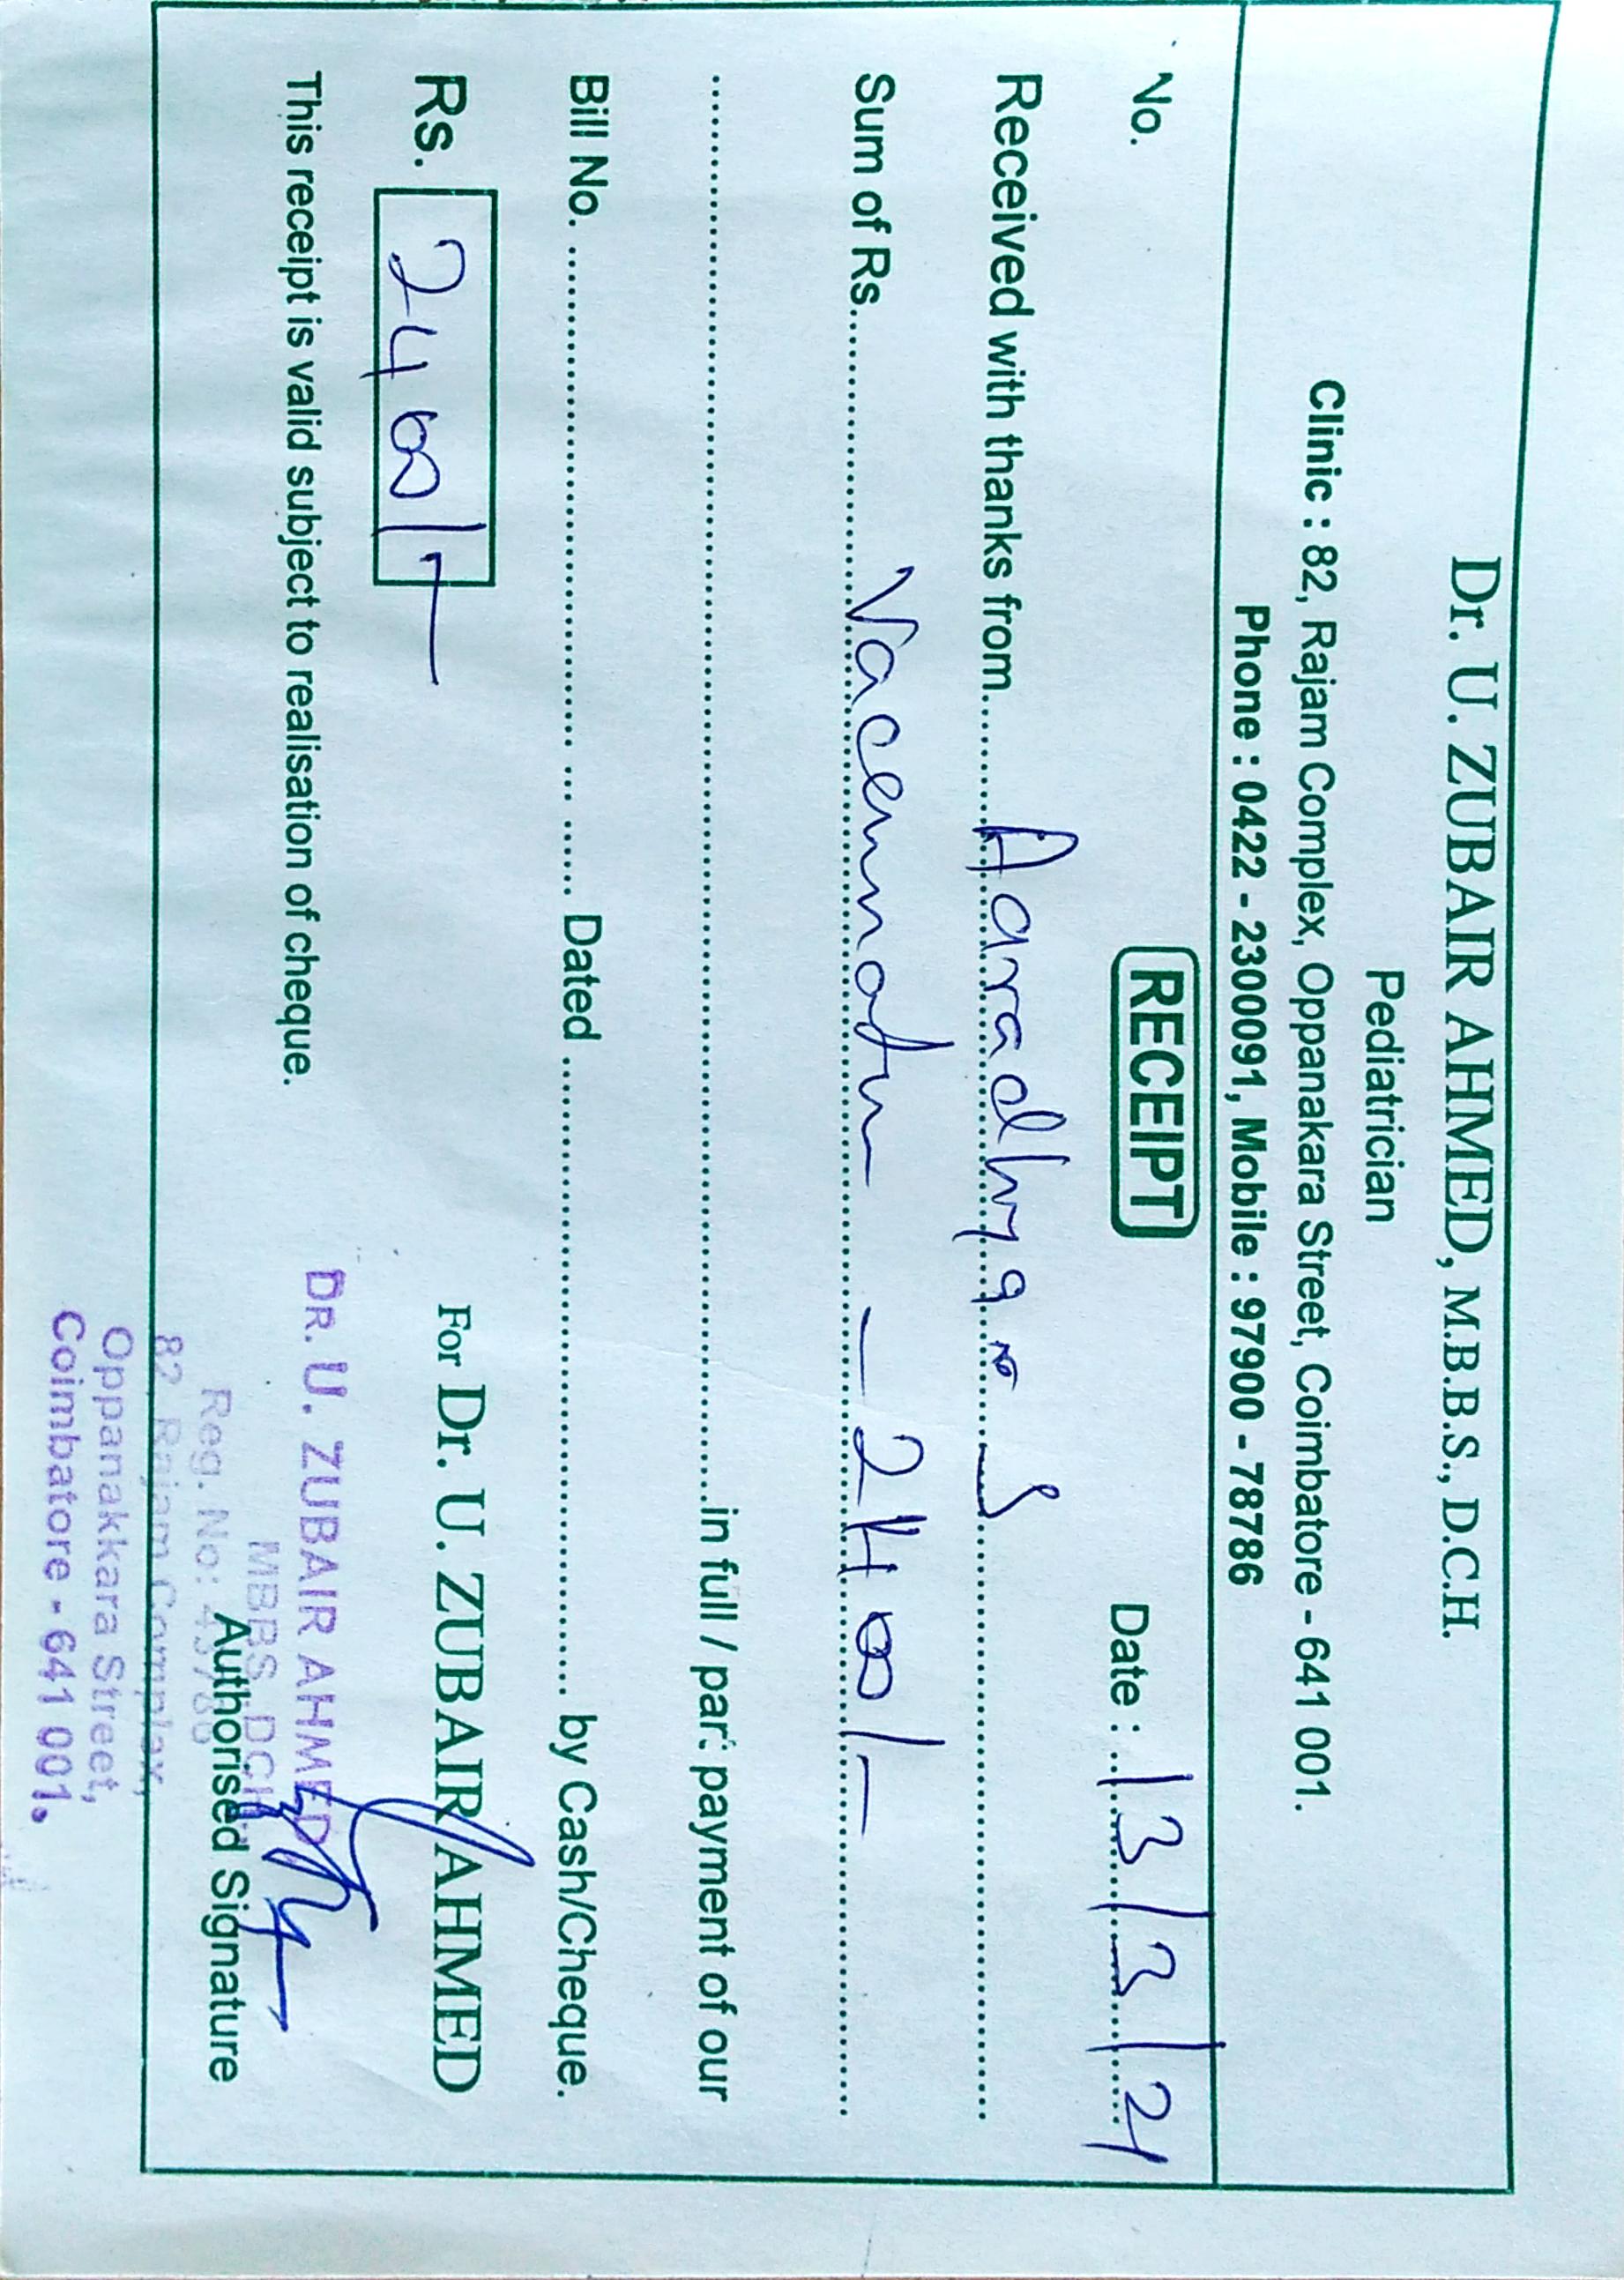 Dr. U. ZUBAIR AHMED, M.B.B.S., D.C.H.
Pediatrician
Clinic : 82, Rajam Complex, Oppanakara Street, Coimbatore - 641 001.
Phone : 0422 - 2300091, Mobile : 97900 - 78786
No. RECEIPT Date : 13/3/24
Received with thanks from Aaradhya S
Sum of Rs. 2400/-
in full / part payment of our
Bill No. Dated by Cash/Cheque.
Rs. 2400/-
For Dr. U. ZUBAIR AHMED
This receipt is valid subject to realisation of cheque.
Authorised Signature
DR. U. ZUBAIR AHMED
MBBS DCH
Reg. No:
82, Rajam Complex,
Oppanakkara Street,
Coimbatore - 641 001.